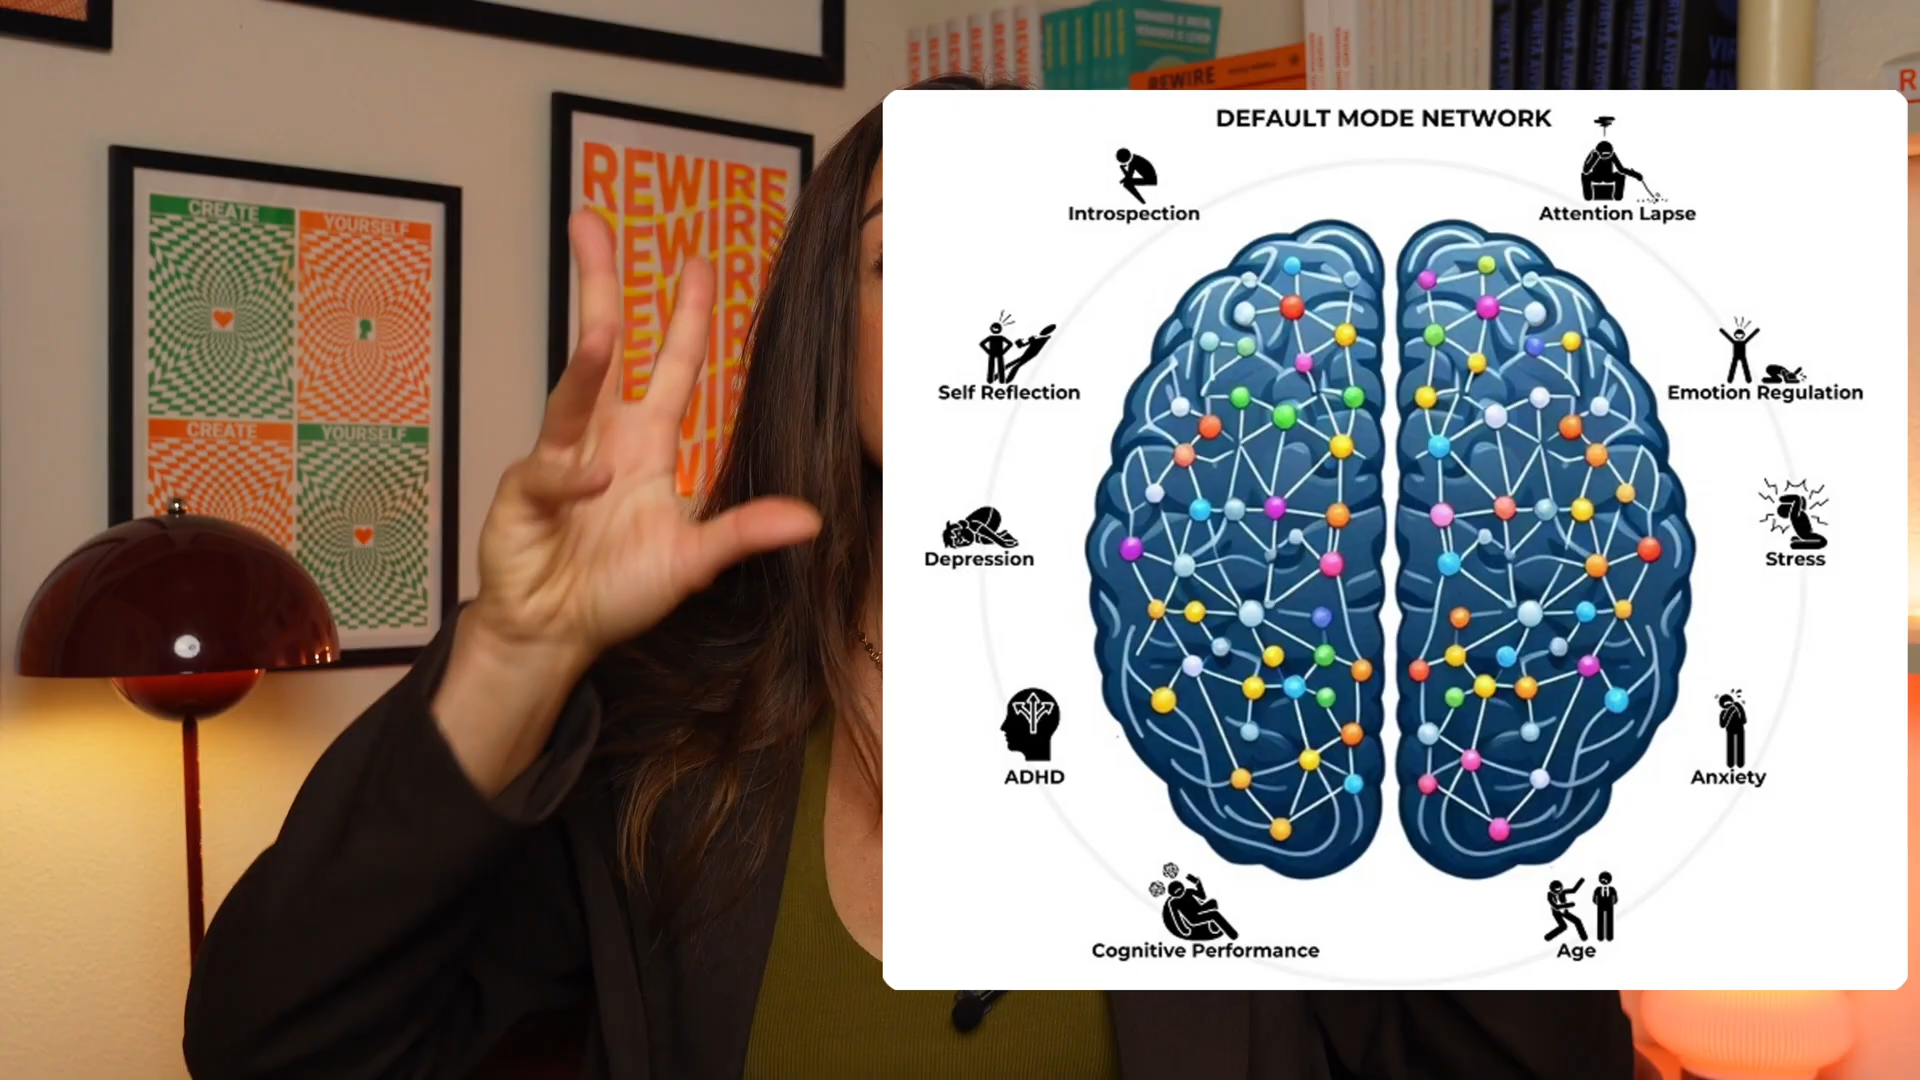 CREATE
YOURSELF
CREATE
YOURSELF
REWIRE
REWIRE
REWIRE
DEFAULT MODE NETWORK
Introspection
Attention Lapse
Self Reflection
Emotion Regulation
Depression
Stress
ADHD
Anxiety
Cognitive Performance
Age